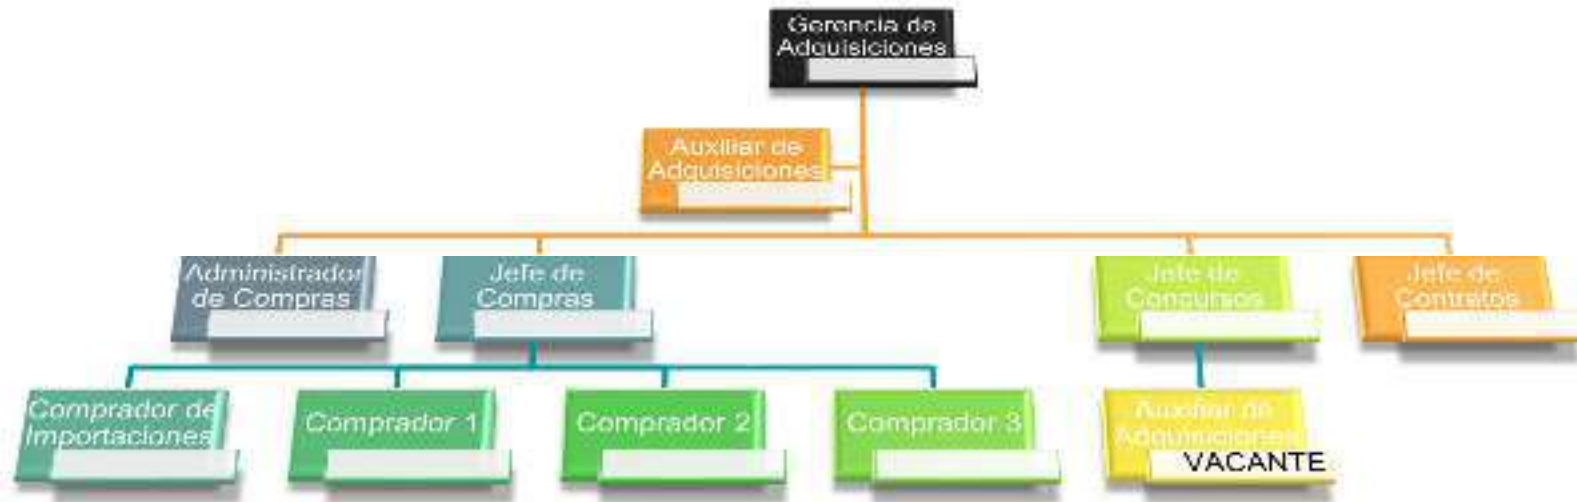 Gerencia de
Adquisiciones
Auxiliar de
Adquisiciones
Administrador
de Compras
Jefe de
Compras
Jefe de
Concursos
Jefe de
Contratos
Comprador de
Importaciones
Comprador 1
Comprador 2
Comprador 3
Auxiliar de
Adquisiciones
VACANTE